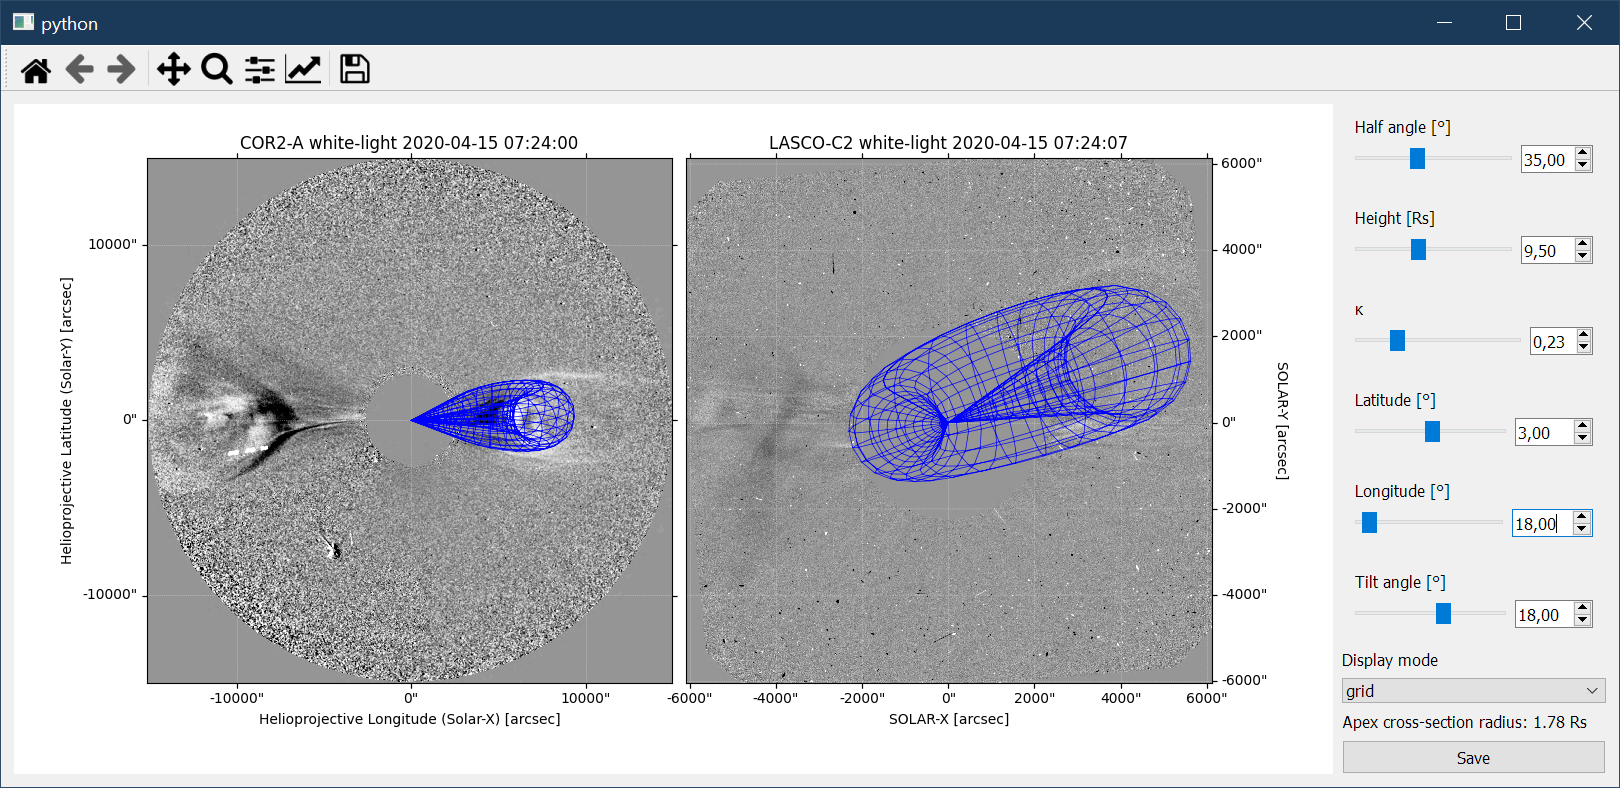 python
COR2-A white-light 2020-04-15 07:24:00
10000"
0"
-10000"
Helioprojective Latitude (Solar-Y) [arcsec]
-10000"
0"
10000"
Helioprojective Longitude (Solar-X) [arcsec]
LASCO-C2 white-light 2020-04-15 07:24:07
6000"
4000"
2000"
0"
-2000"
-4000"
-6000"
SOLAR-Y [arcsec]
-6000"
-4000"
-2000"
0"
2000"
4000"
6000"
SOLAR-X [arcsec]
Half angle [°]
35,00
Height [Rs]
9,50
κ
0,23
Latitude [°]
3,00
Longitude [°]
18,00
Tilt angle [°]
18,00
Display mode
grid
Apex cross-section radius: 1.78 Rs
Save